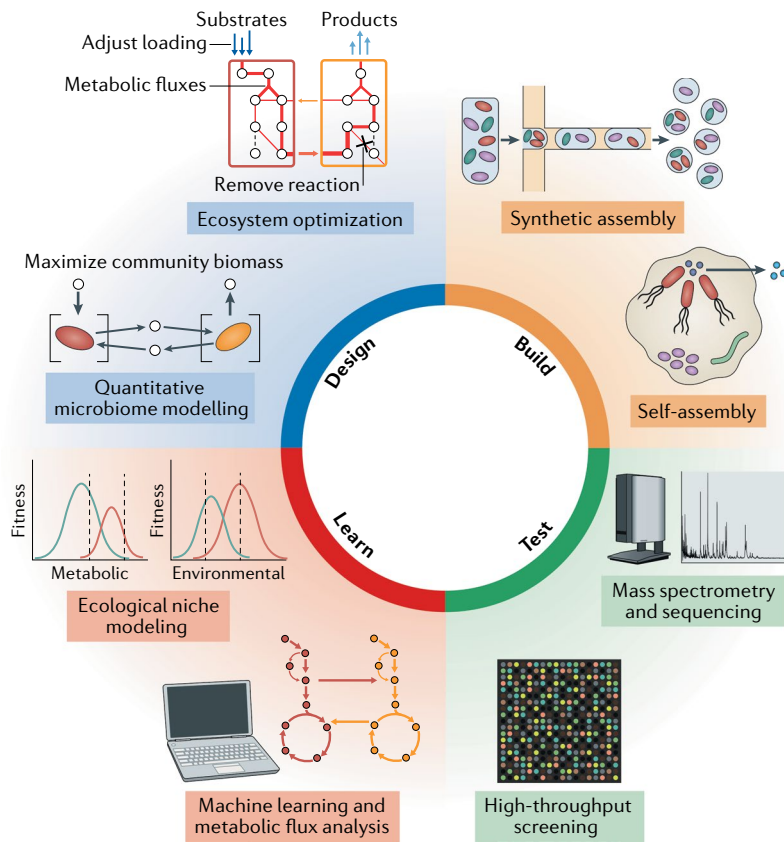 Substrates
Products
Adjust loading
Metabolic fluxes
Remove reaction
Ecosystem optimization
Synthetic assembly
Maximize community biomass
Quantitative
microbiome modelling
Self-assembly
Design
Build
Learn
Test
Fitness
Metabolic
Fitness
Environmental
Ecological niche
modeling
Mass spectrometry
and sequencing
Machine learning and
metabolic flux analysis
High-throughput
screening